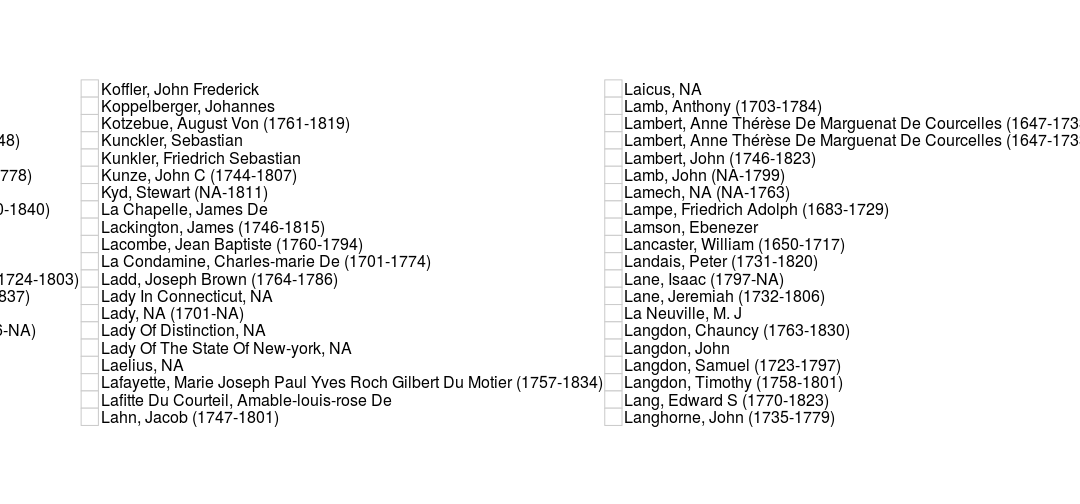 48)
778)
0-1840)
1724-1803)
837)
6-NA)
Koffler, John Frederick
Koppelberger, Johannes
Kotzebue, August Von (1761-1819)
Kunckler, Sebastian
Kunkler, Friedrich Sebastian
Kunze, John C (1744-1807)
Kyd, Stewart (NA-1811)
La Chapelle, James De
Lackington, James (1746-1815)
Lacombe, Jean Baptiste (1760-1794)
La Condamine, Charles-marie De (1701-1774)
Ladd, Joseph Brown (1764-1786)
Lady In Connecticut, NA
Lady, NA (1701-NA)
Lady Of Distinction, NA
Lady Of The State Of New-york, NA
Laelius, NA
Lafayette, Marie Joseph Paul Yves Roch Gilbert Du Motier (1757-1834)
Lafitte Du Courteil, Amable-louis-rose De
Lahn, Jacob (1747-1801)
Laicus, NA
Lamb, Anthony (1703-1784)
Lambert, Anne Thérèse De Marguenat De Courcelles (1647-173
Lambert, Anne Thérèse De Marguenat De Courcelles (1647-173
Lambert, John (1746-1823)
Lamb, John (NA-1799)
Lamech, NA (NA-1763)
Lampe, Friedrich Adolph (1683-1729)
Lamson, Ebenezer
Lancaster, William (1650-1717)
Landais, Peter (1731-1820)
Lane, Isaac (1797-NA)
Lane, Jeremiah (1732-1806)
La Neuville, M. J
Langdon, Chauncy (1763-1830)
Langdon, John
Langdon, Samuel (1723-1797)
Langdon, Timothy (1758-1801)
Lang, Edward S (1770-1823)
Langhorne, John (1735-1779)